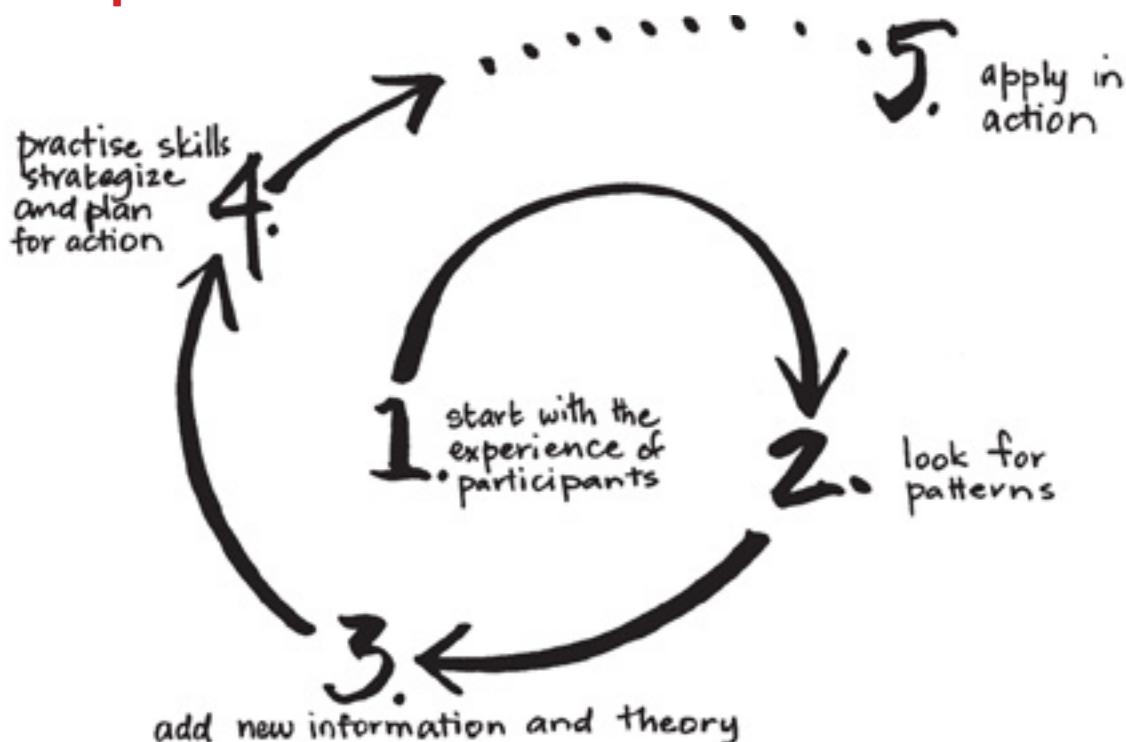 1. start with the
experience of
participants
2. look for
patterns
3.
add new information and theory
4. practise skills
strategize
and plan
for action
5. apply in
action